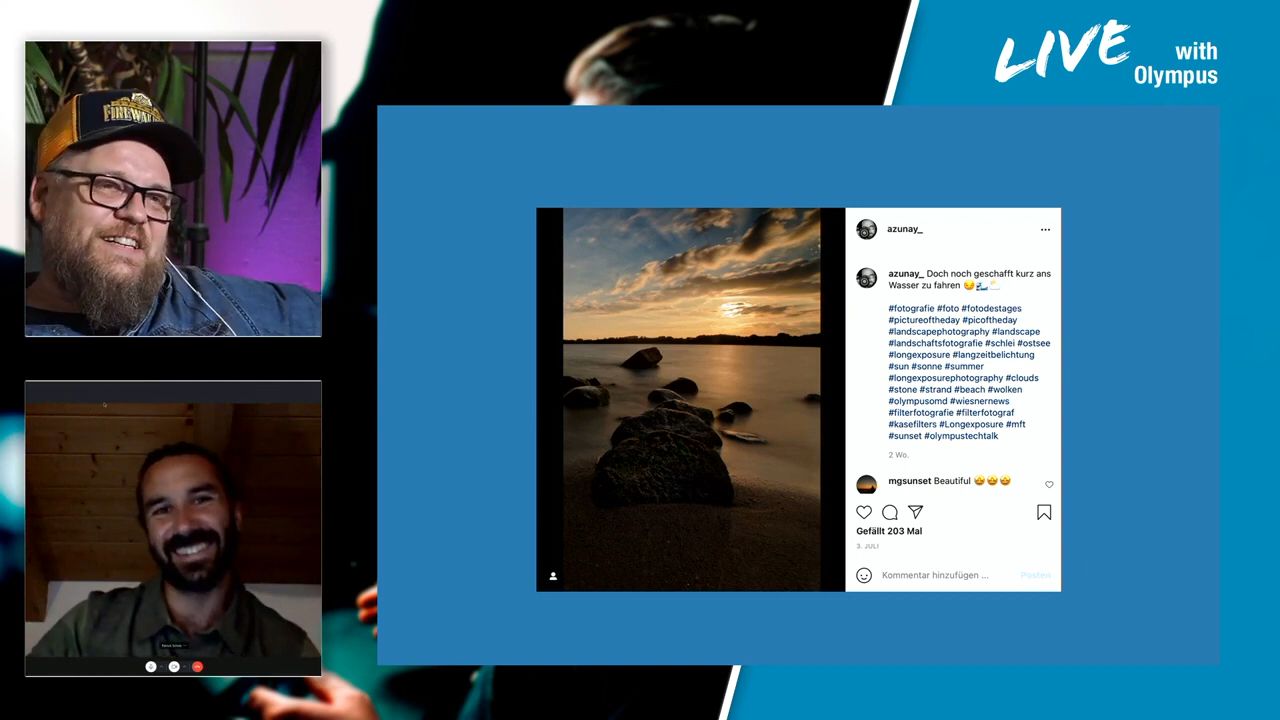 LIVE with
Olympus
FIREWALL
azunay_
azunay_ Doch noch geschafft kurz ans
Wasser zu fahren 😏🌊🌥️
#fotografie #foto #fotodestages
#pictureoftheday #picoftheday
#landscapephotography #landscape
#landschaftsfotografie #schlei #ostsee
#longexposure #langzeitbelichtung
#sun #sonne #summer
#longexposurephotography #clouds
#stone #strand #beach #wolken
#olympusomd #wiesnernews
#filterfotografie #filterfotograf
#kasefilters #Longexposure #mft
#sunset #olympustechtalk
2 Wo.
mgsunset Beautiful 🤩🤩🤩
Gefällt 203 Mal
3. JULI
Kommentar hinzufügen ...
Posten